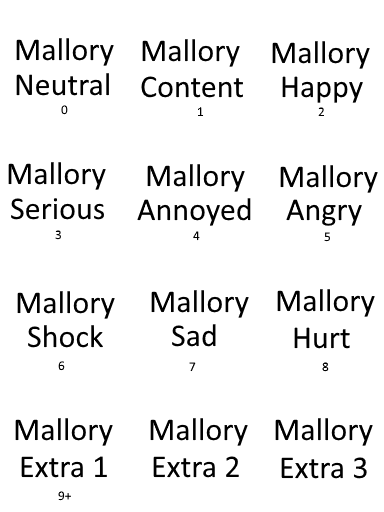 Mallory Neutral
0
Mallory Content
1
Mallory Happy
2
Mallory Serious
3
Mallory Annoyed
4
Mallory Angry
5
Mallory Shock
6
Mallory Sad
7
Mallory Hurt
8
Mallory Extra 1
9+
Mallory Extra 2
Mallory Extra 3